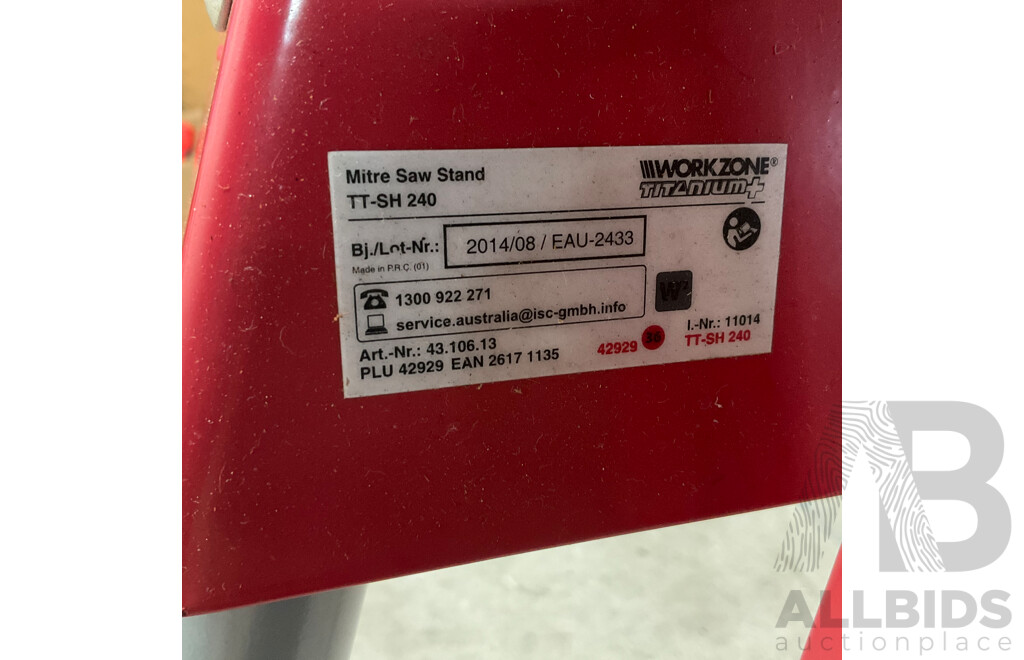 Mitre Saw Stand
TT-SH 240
WORKZONE®
TITANIUM+
Bj./Lot-Nr.: 2014/08 / EAU-2433
Made in P.R.C. (01)
1300 922 271
service.australia@isc-gmbh.info
Art.-Nr.: 43.106.13
I.-Nr.: 11014
PLU 42929 EAN 2617 1135
42929 36 TT-SH 240
AB
ALLBIDS
auctionplace